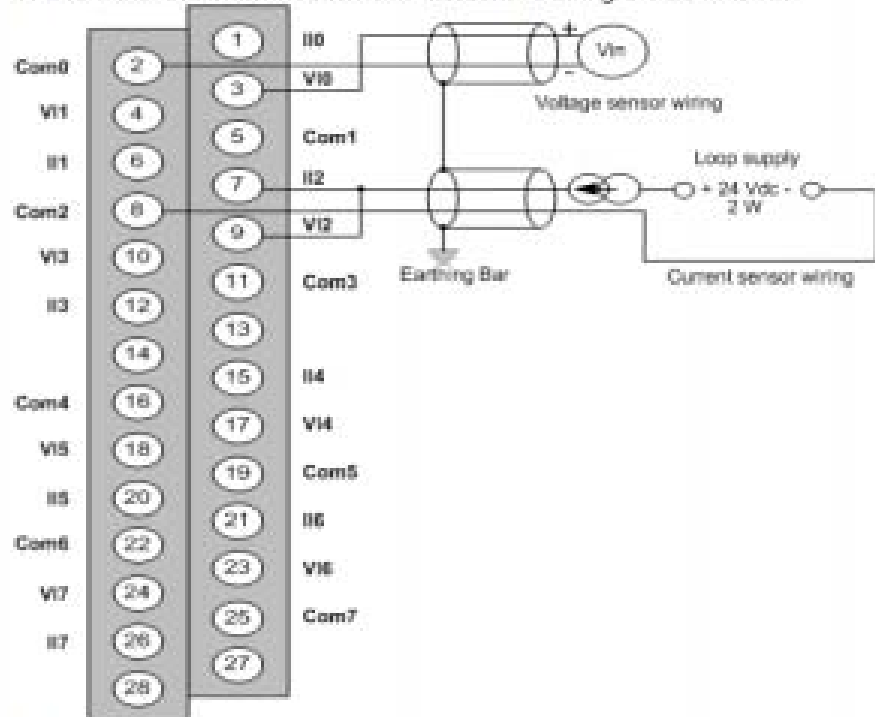 1 II0
Com0 2
3 VI0
VI1 4
5 Com1
II1 6
7 II2
Com2 8
9 VI2
VI3 10
11 Com3
II3 12
13
14
15 II4
Com4 16
17 VI4
VI5 18
19 Com5
II5 20
21 II6
Com6 22
23 VI6
VI7 24
25 Com7
II7 26
27
28
+
Vin
-
Voltage sensor wiring
Loop supply
+ 24 Vdc -
2 W
Earthing Bar
Current sensor wiring